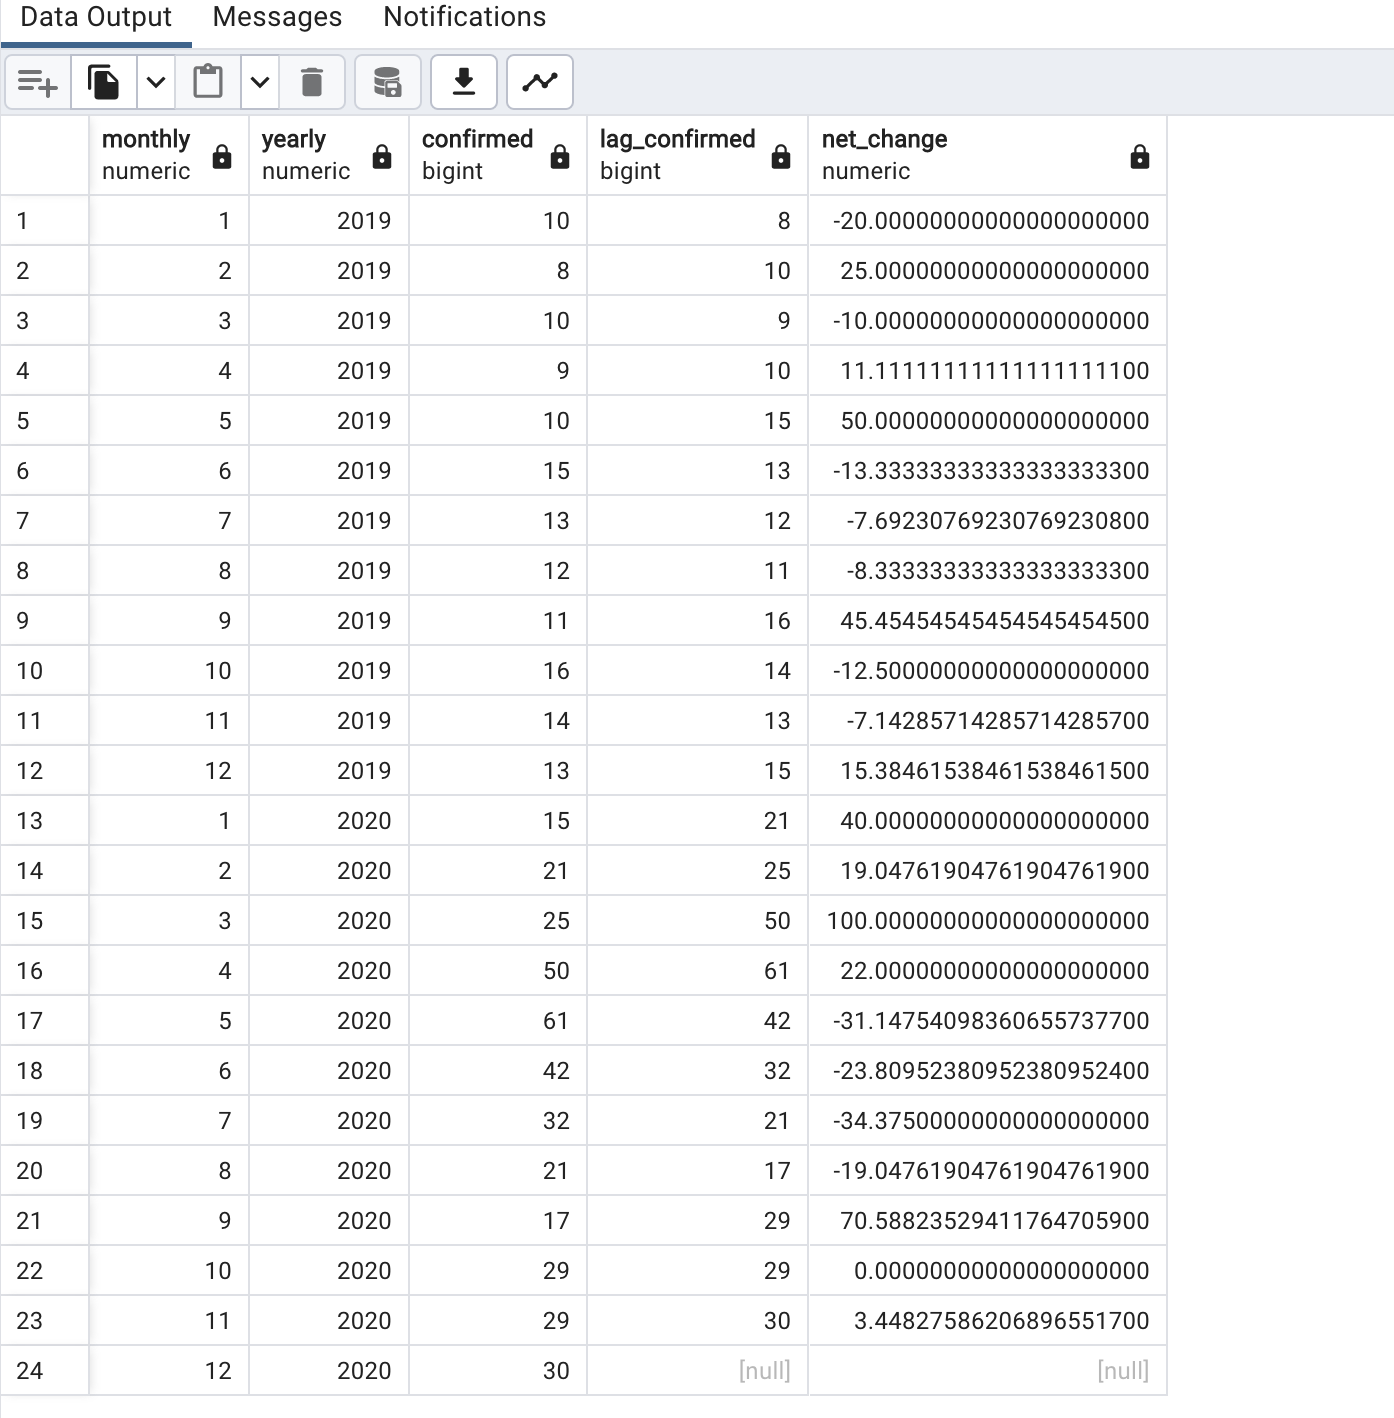 Data Output Messages Notifications
monthly yearly confirmed lag_confirmed net_change
numeric numeric bigint bigint numeric
1 1 2019 10 8 -20.00000000000000000000
2 2 2019 8 10 25.00000000000000000000
3 3 2019 10 9 -10.00000000000000000000
4 4 2019 9 10 11.11111111111111111100
5 5 2019 10 15 50.00000000000000000000
6 6 2019 15 13 -13.33333333333333333300
7 7 2019 13 12 -7.69230769230769230800
8 8 2019 12 11 -8.33333333333333333300
9 9 2019 11 16 45.45454545454545454500
10 10 2019 16 14 -12.50000000000000000000
11 11 2019 14 13 -7.14285714285714285700
12 12 2019 13 15 15.38461538461538461500
13 1 2020 15 21 40.00000000000000000000
14 2 2020 21 25 19.04761904761904761900
15 3 2020 25 50 100.00000000000000000000
16 4 2020 50 61 22.00000000000000000000
17 5 2020 61 42 -31.14754098360655737700
18 6 2020 42 32 -23.80952380952380952400
19 7 2020 32 21 -34.37500000000000000000
20 8 2020 21 17 -19.04761904761904761900
21 9 2020 17 29 70.58823529411764705900
22 10 2020 29 29 0.00000000000000000000
23 11 2020 29 30 3.44827586206896551700
24 12 2020 30 [null] [null]